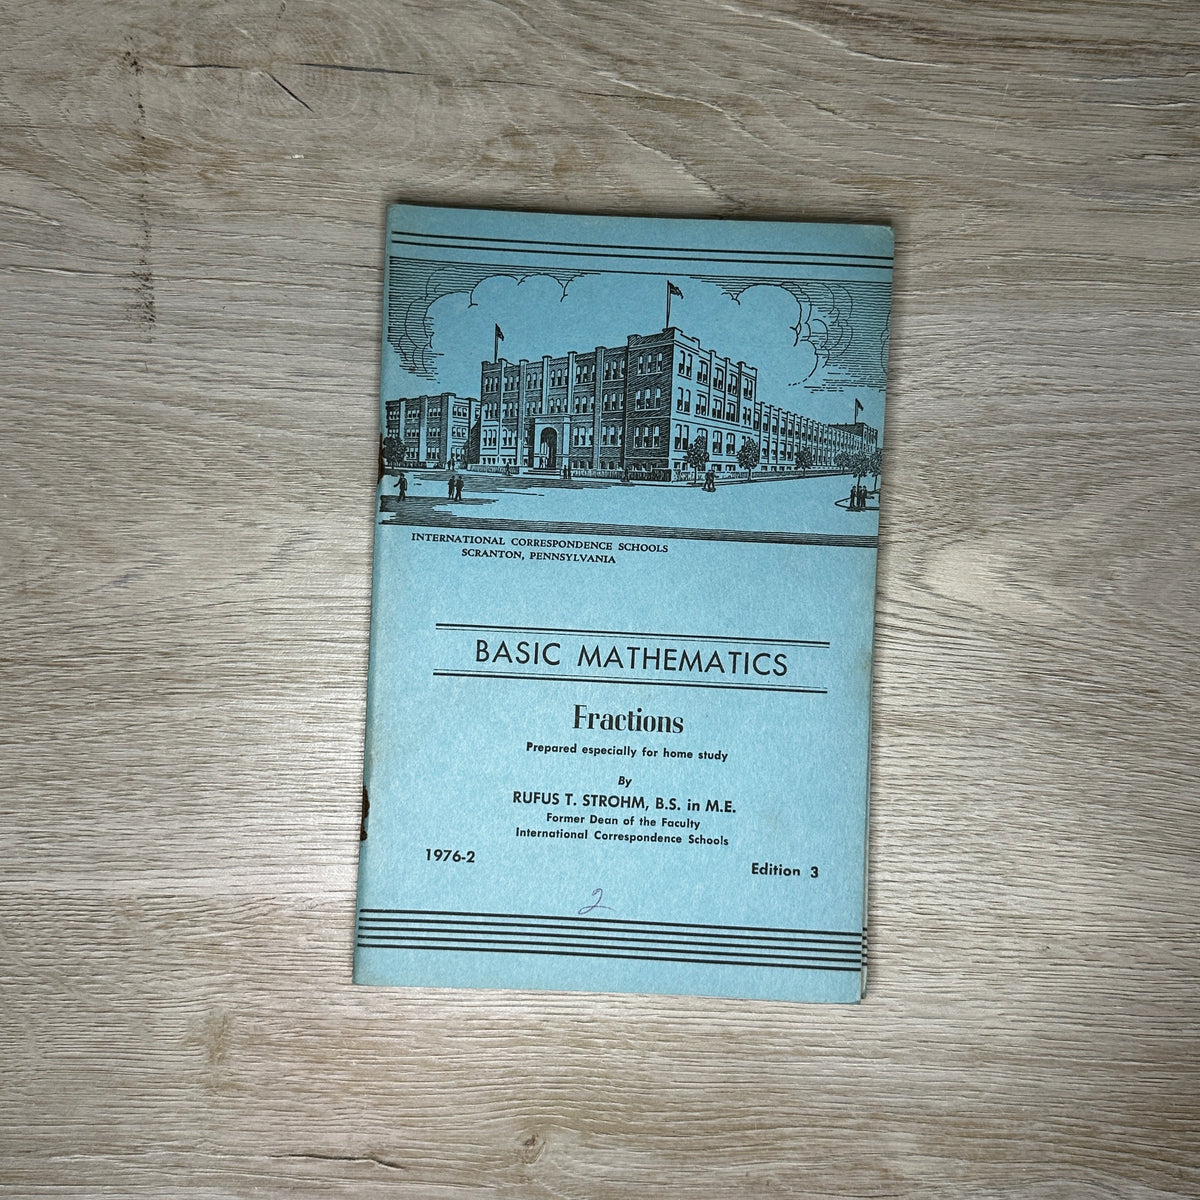 INTERNATIONAL CORRESPONDENCE SCHOOLS
SCRANTON, PENNSYLVANIA
BASIC MATHEMATICS
Fractions
Prepared especially for home study
By
RUFUS T. STROHM, B.S. in M.E.
Former Dean of the Faculty
International Correspondence Schools
1976-2
Edition 3
2